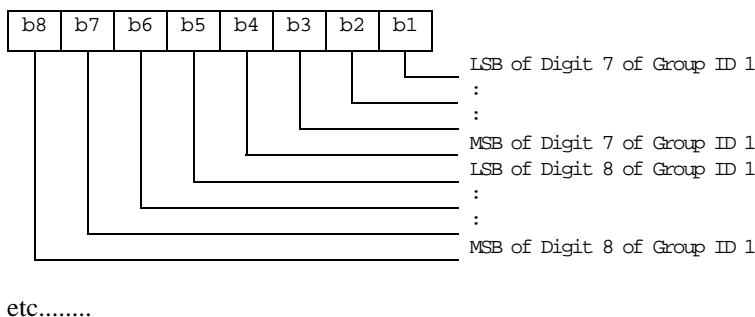 b8 b7 b6 b5 b4 b3 b2 b1
LSB of Digit 7 of Group ID 1
:
:
MSB of Digit 7 of Group ID 1
LSB of Digit 8 of Group ID 1
:
:
MSB of Digit 8 of Group ID 1
etc........